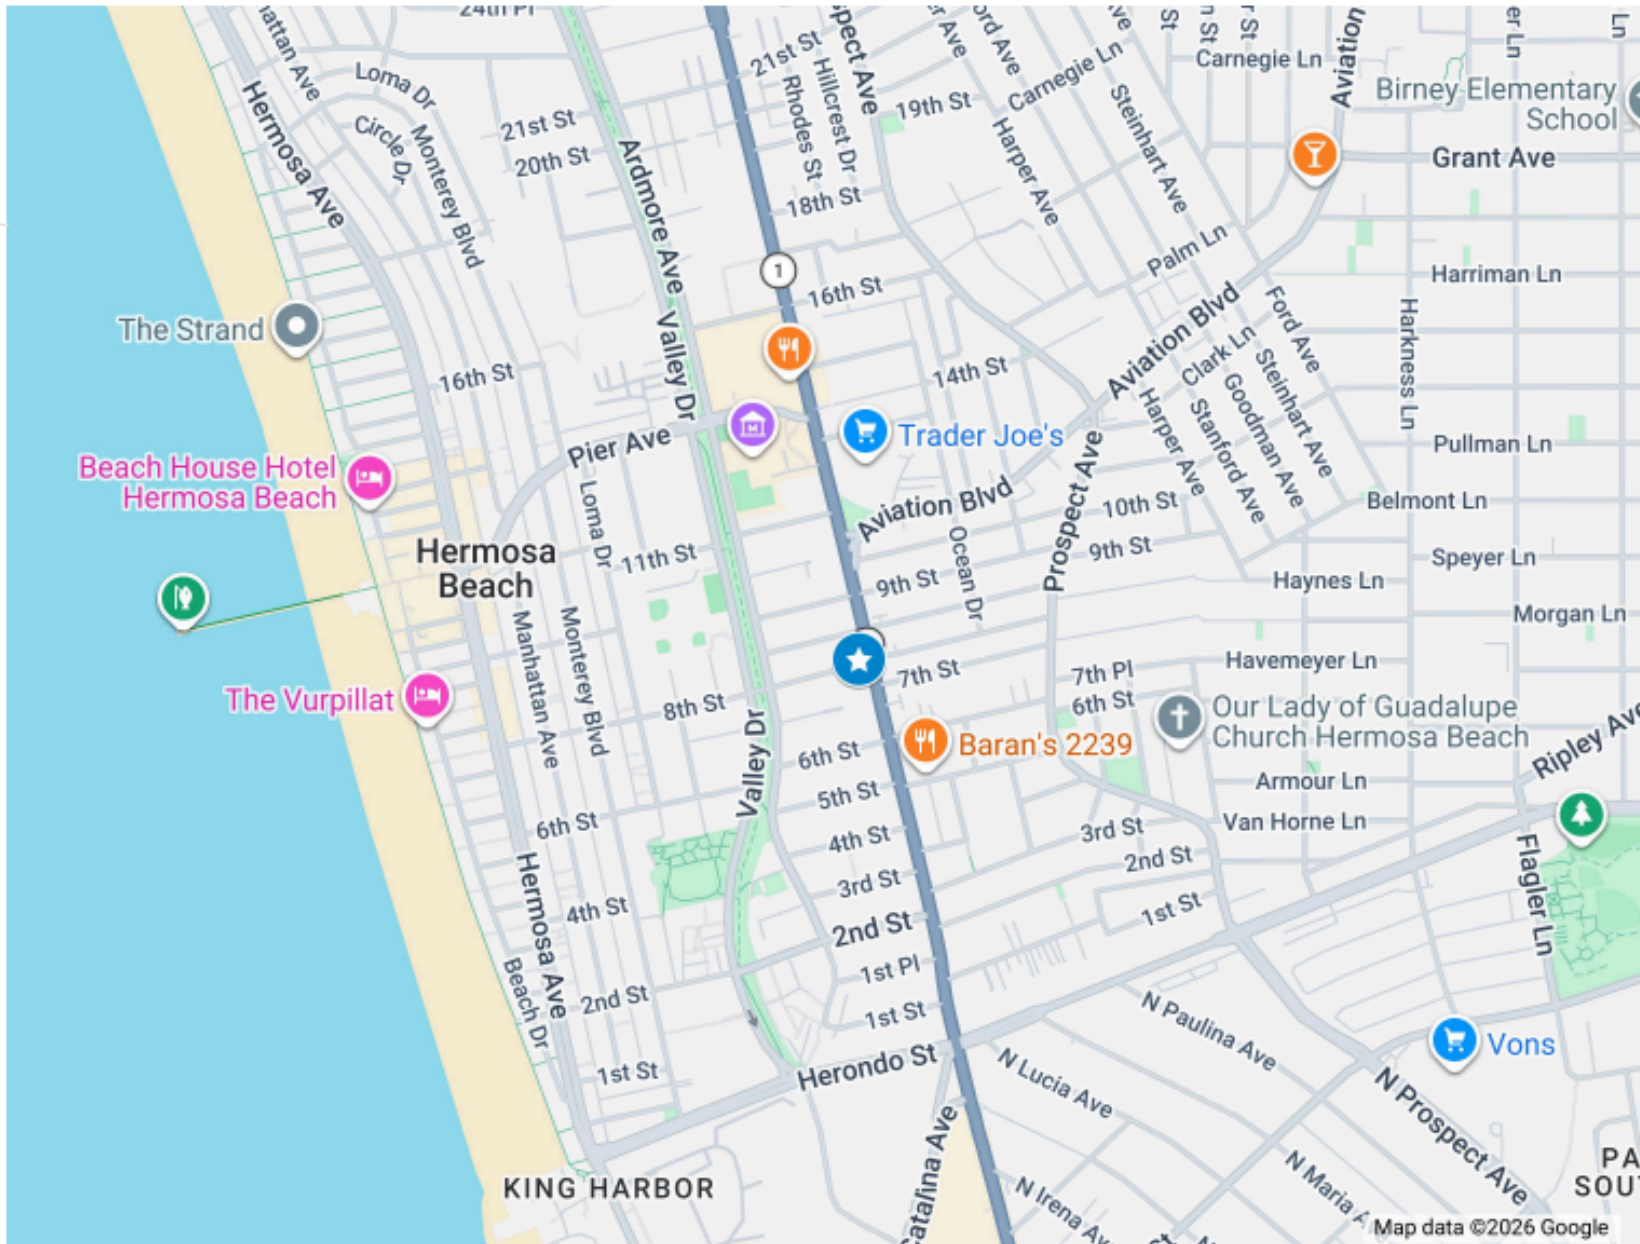 24th Pl
Hermosa Ave
Loma Dr
Circle Dr
Monterey Blvd
21st St
20th St
Ardmore Ave
21st St
Hillcrest Dr
Rhodes St
19th St
18th St
Carnegie Ln
Harper Ave
Steinhart Ave
Carnegie Ln
Aviation
Birney Elementary
School
Grant Ave
Palm Ln
1
16th St
Harriman Ln
The Strand
Valley Dr
Aviation Blvd
Ford Ave
Clark Ln
Harkness Ln
16th St
14th St
Harper Ave
Stanford Ave
Goodman Ave
Steinhart Ave
Pier Ave
Trader Joe's
Pullman Ln
Beach House Hotel
Hermosa Beach
Loma Dr
Aviation Blvd
Prospect Ave
10th St
Belmont Ln
Hermosa
Beach
11th St
Ocean Dr
9th St
9th St
Speyer Ln
Haynes Ln
Morgan Ln
Manhattan Ave
Monterey Blvd
7th St
7th Pl
6th St
Havemeyer Ln
The Vurpillat
8th St
Valley Dr
Baran's 2239
Our Lady of Guadalupe
Church Hermosa Beach
Ripley Ave
6th St
5th St
Armour Ln
6th St
4th St
3rd St
Van Horne Ln
Flagler Ln
Hermosa Ave
3rd St
2nd St
4th St
2nd St
1st St
Beach Dr
2nd St
1st Pl
1st St
N Paulina Ave
Vons
1st St
Herondo St
N Lucia Ave
N Prospect Ave
Catalina Ave
KING HARBOR
N Irena Ave
N Maria A
PA
SOU
Map data ©2026 Google